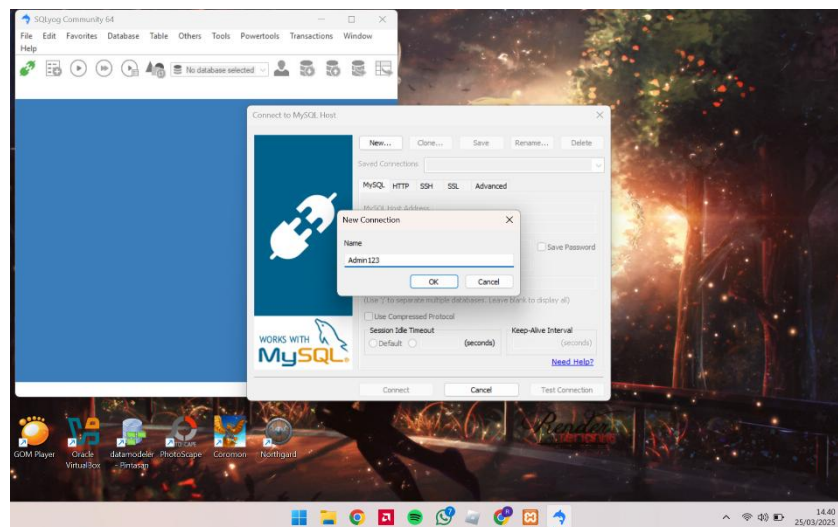 SQLyog Community 64
File Edit Favorites Database Table Others Tools Powertools Transactions Window
Help
No database selected
Connect to MySQL Host
New... Clone... Save Rename... Delete
Saved Connections
MySQL HTTP SSH SSL Advanced
MySQL Host Address
New Connection
Name
Save Password
Admin123
OK Cancel
(Use ';' to separate multiple databases. Leave blank to display all)
Use Compressed Protocol
Session Idle Timeout Keep-Alive Interval
Default (seconds) (seconds)
WORKS WITH
MySQL
Need Help?
Connect Cancel Test Connection
Render
GOM Player Oracle VirtualBox datamodeler - Pintasan PhotoScape Coromon Northgard
14.40
25/03/2025